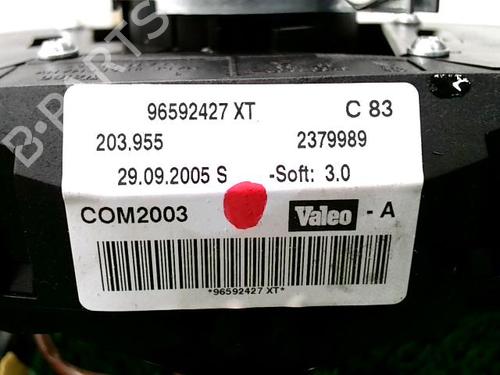 96592427 XT C 83
203.955 2379989
29.09.2005 S -Soft: 3.0
COM2003 Valeo - A
*96592427 XT*
B-PARTS